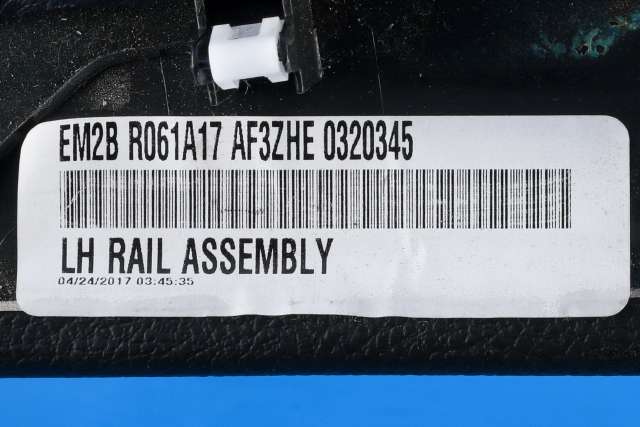 EM2B R061A17 AF3ZHE 0320345
LH RAIL ASSEMBLY
04/24/2017 03:45:35